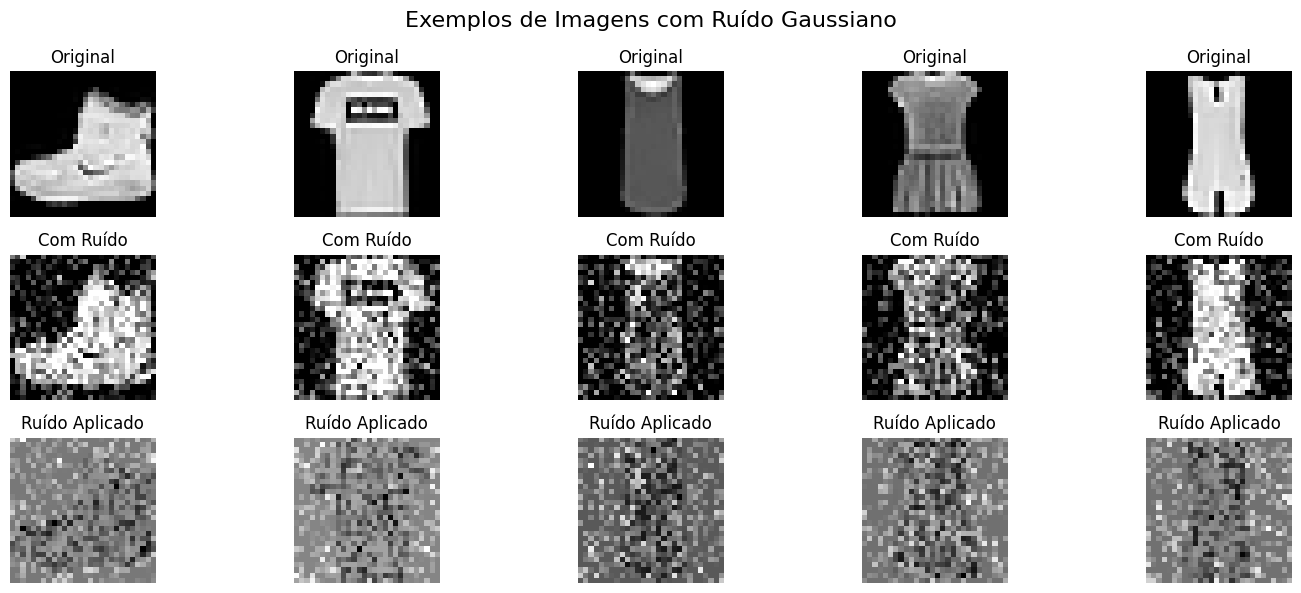 Exemplos de Imagens com Ruído Gaussiano
Original Original Original Original Original
Com Ruído Com Ruído Com Ruído Com Ruído Com Ruído
Ruído Aplicado Ruído Aplicado Ruído Aplicado Ruído Aplicado Ruído Aplicado